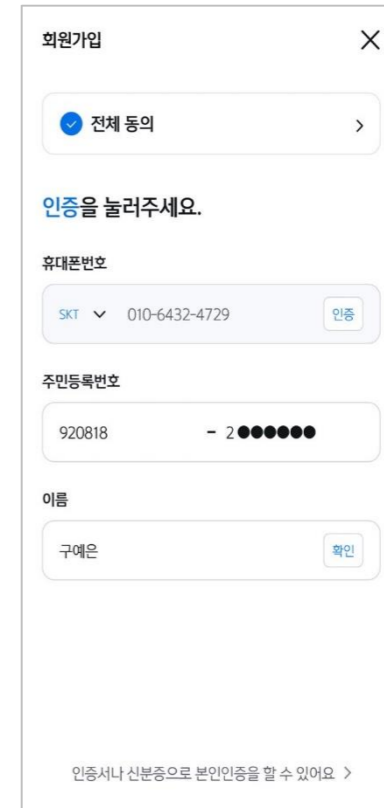 회원가입
전체 동의
인증을 눌러주세요.
휴대폰번호
SKT 010-6432-4729 인증
주민등록번호
920818 - 2●●●●●●
이름
구예은 확인
인증서나 신분증으로 본인인증을 할 수 있어요 >